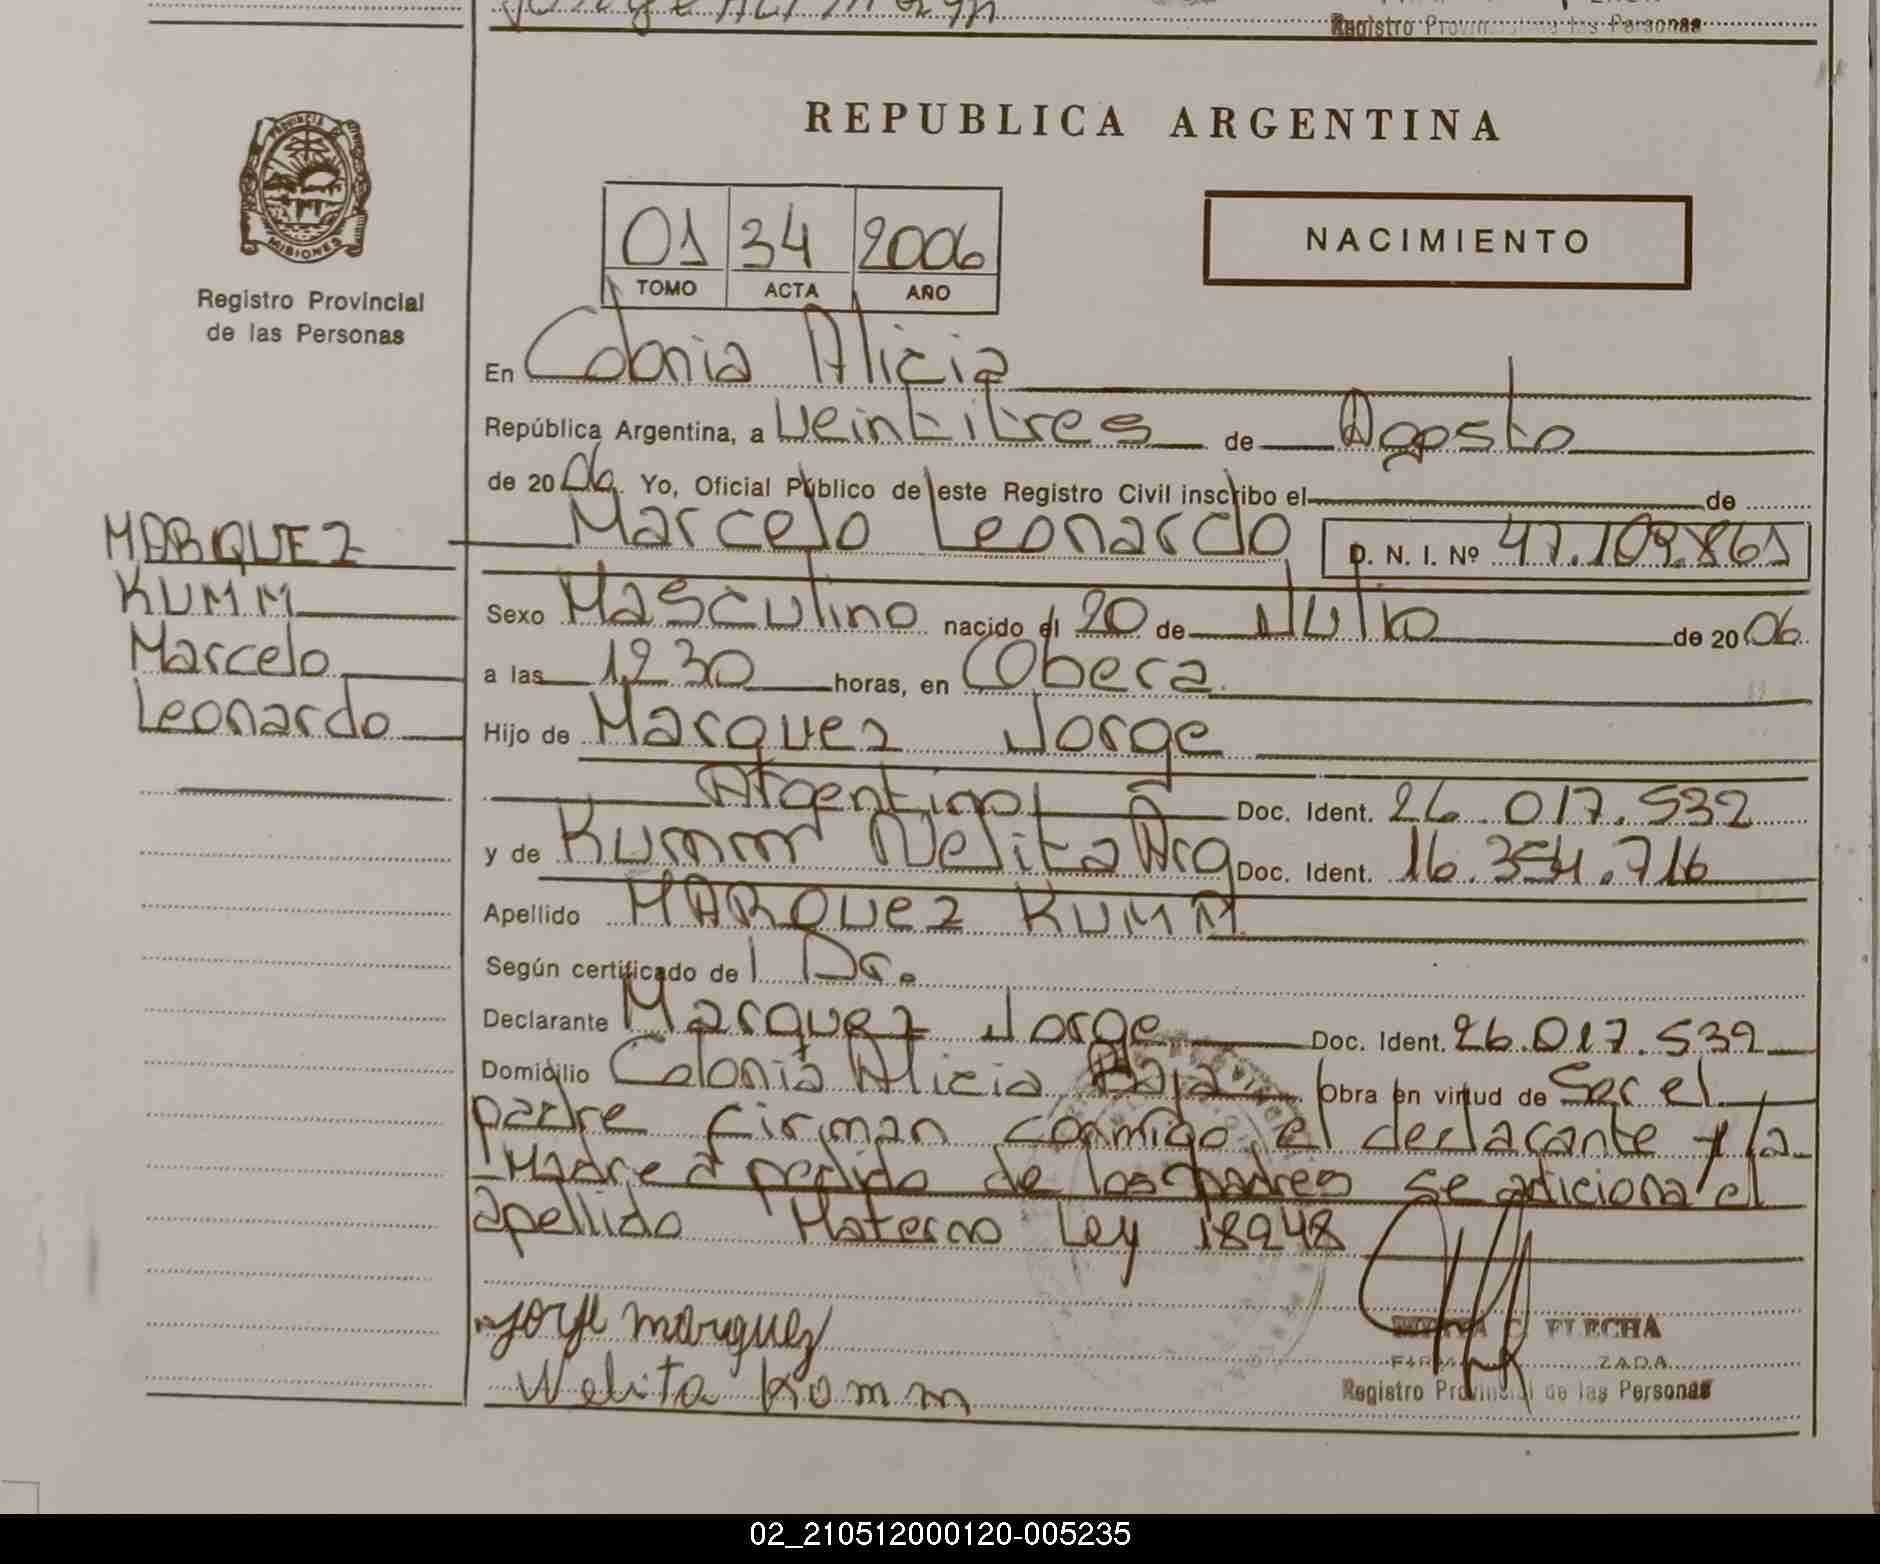 Registro Provincial de las Personas
PROVINCIA DE
MISIONES
Registro Provincial
de las Personas
REPUBLICA ARGENTINA
01 34 2006
TOMO ACTA AÑO
NACIMIENTO
En Colonia Alicia
República Argentina, a Veintitres de Agosto
de 2006. Yo, Oficial Público de este Registro Civil inscribo el de
Marcelo Leonardo D. N. I. Nº 47.109.861
MARQUEZ
KUMM
Marcelo
Leonardo
Sexo Masculino nacido el 20 de Julio de 2006
a las 1230 horas, en Obera
Hijo de Marquez Jorge
Argentino Doc. Ident. 26.017.532
y de Kumm Nelita Arg Doc. Ident. 16.354.716
Apellido MARQUEZ KUMM
Según certificado de Dr.
Declarante Marquez Jorge Doc. Ident. 26.017.532
Domicilio Colonia Alicia Baja. Obra en virtud de Ser el
padre firman conmigo el declarante y la
Madre a pedido de los padres se adiciona el
apellido Materno Ley 18248
Jorge marquez
Nelita Komm
FLECHA
Registro Provincial de las Personas
02_210512000120-005235